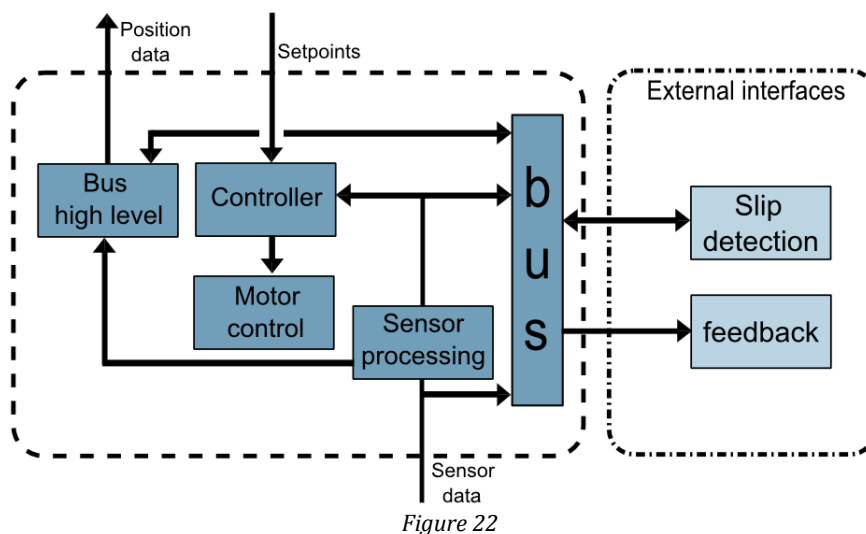 Position
data
Setpoints
External interfaces
Bus
high level
Controller
b
u
s
Slip
detection
Motor
control
Sensor
processing
feedback
Sensor
data
Figure 22